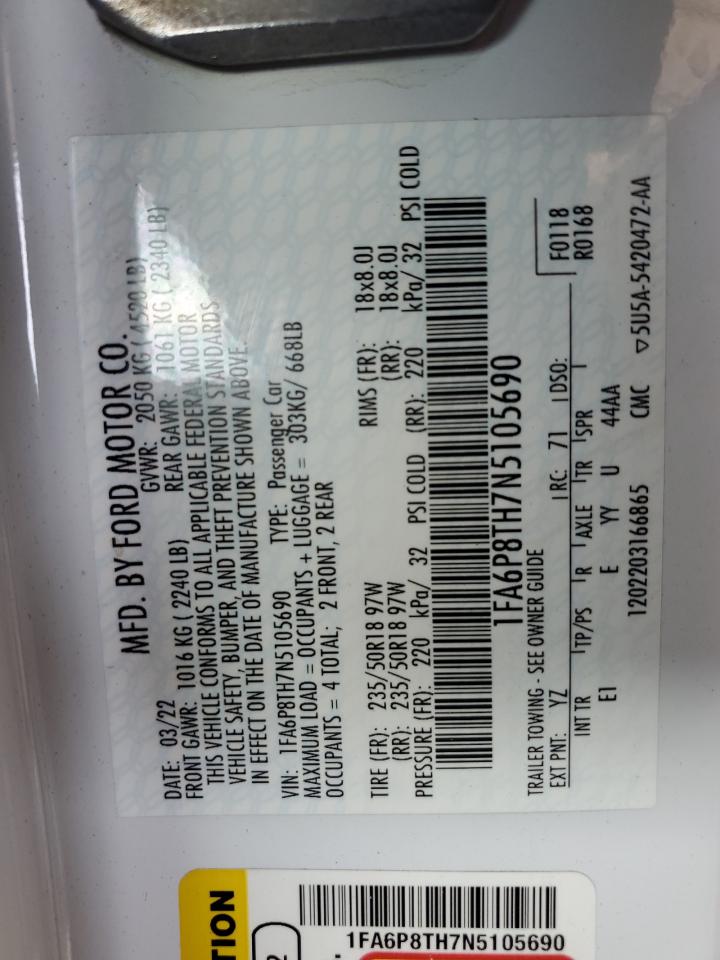 MFD. BY FORD MOTOR CO.
DATE: 03/22 GVWR: 2050 KG ( 4520 LB)
FRONT GAWR: 1016 KG ( 2240 LB) REAR GAWR: 1061 KG ( 2340 LB)
THIS VEHICLE CONFORMS TO ALL APPLICABLE FEDERAL MOTOR
VEHICLE SAFETY, BUMPER, AND THEFT PREVENTION STANDARDS
IN EFFECT ON THE DATE OF MANUFACTURE SHOWN ABOVE.
VIN: 1FA6P8TH7N5105690 TYPE: Passenger Car
MAXIMUM LOAD = OCCUPANTS + LUGGAGE = 303KG/ 668LB
OCCUPANTS = 4 TOTAL; 2 FRONT, 2 REAR
TIRE (FR): 235/50R18 97W RIMS (FR): 18x8.0J
(RR): 235/50R18 97W (RR): 18x8.0J
PRESSURE (FR): 220 kPa/ 32 PSI COLD (RR): 220 kPa/ 32 PSI COLD
1FA6P8TH7N5105690
TRAILER TOWING - SEE OWNER GUIDE F0118
EXT PNT: YZ RC: 71 DSO: R0168
INT TR TP/PS R AXLE TR SPR
EI E YY U 44AA
1202203166865 CMC ▽5U5A-5420472-AA
TION
2
1FA6P8TH7N5105690